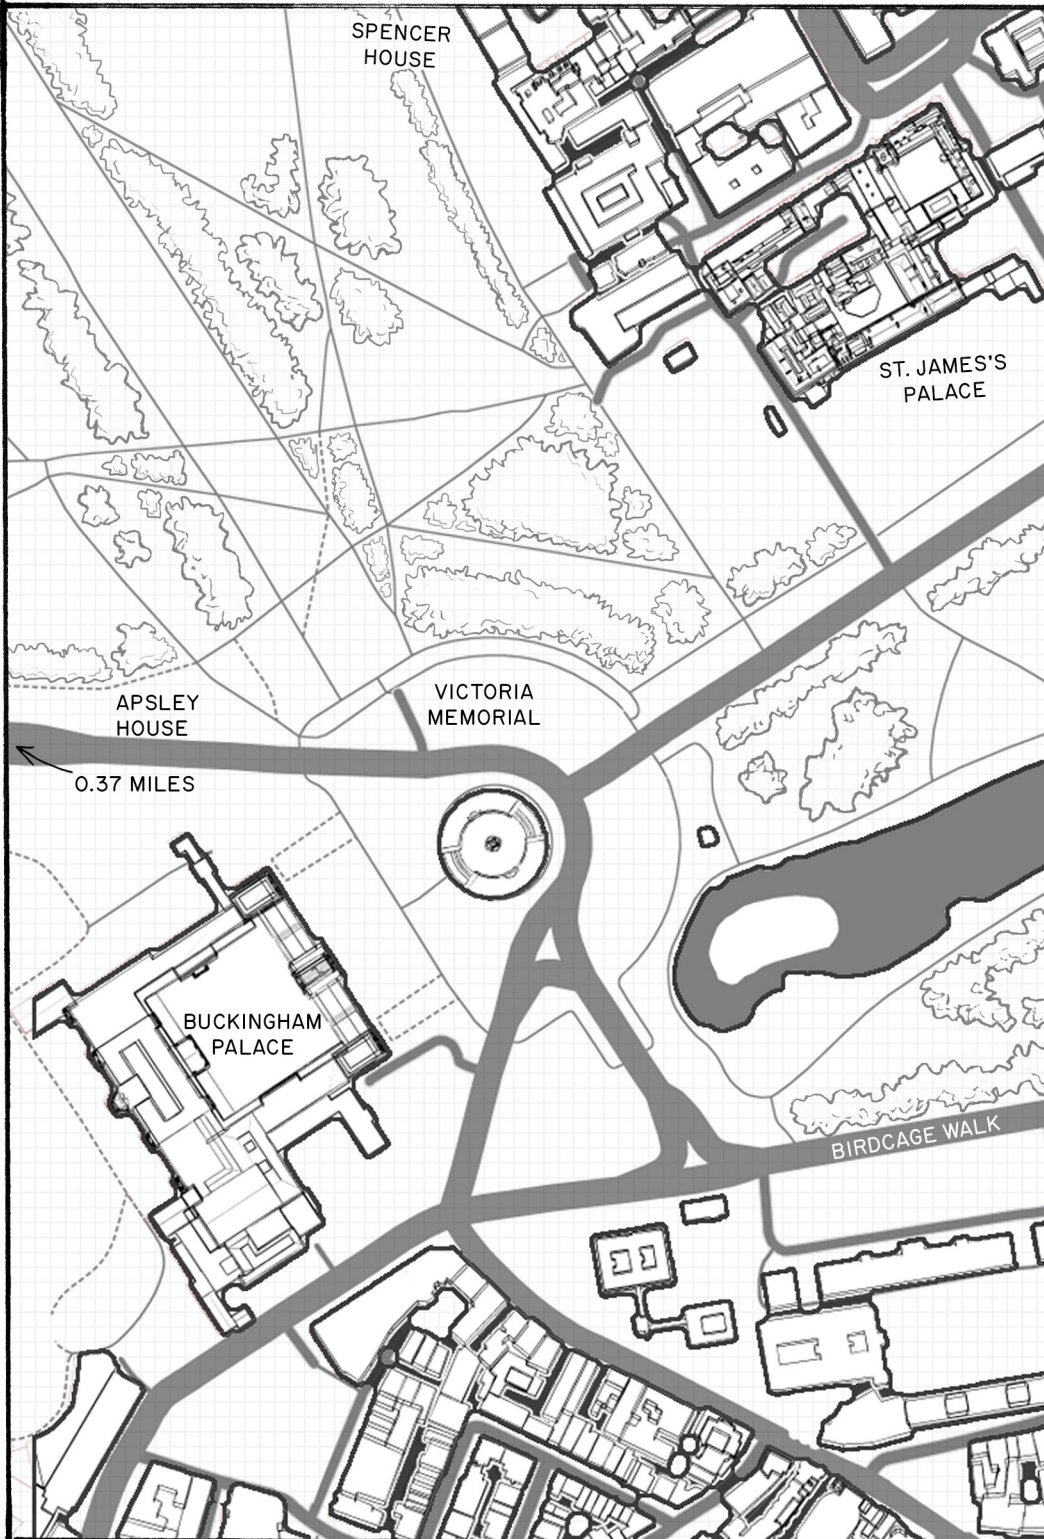 SPENCER
HOUSE
ST. JAMES'S
PALACE
APSLEY
HOUSE
VICTORIA
MEMORIAL
0.37 MILES
BUCKINGHAM
PALACE
BIRDCAGE WALK